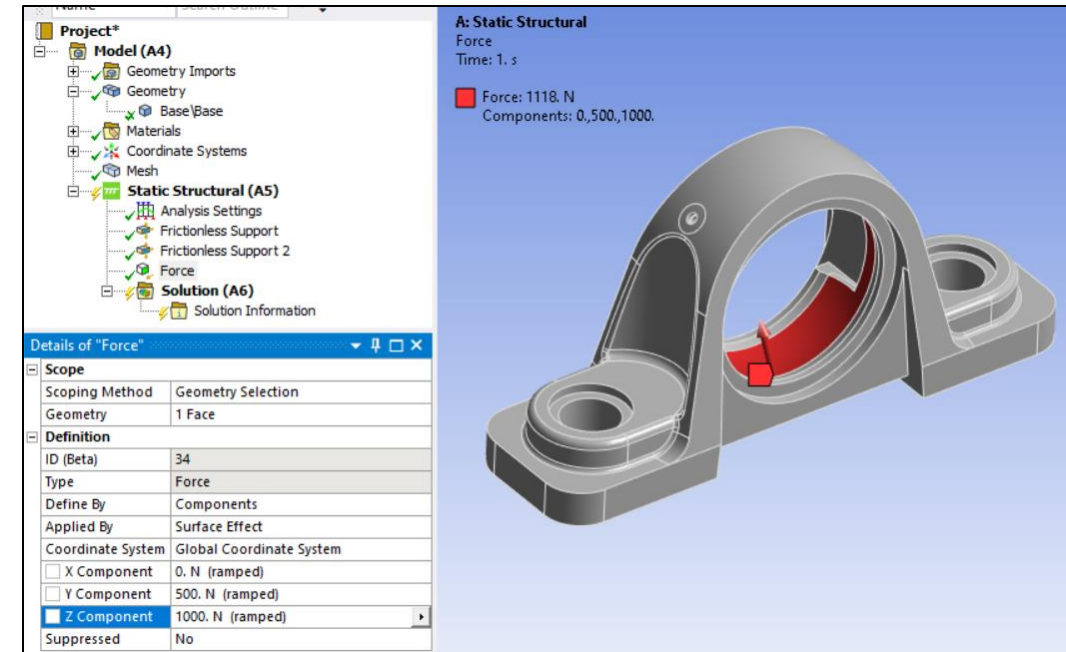 Name
Search Outline
Project*
Model (A4)
Geometry Imports
Geometry
Base\Base
Materials
Coordinate Systems
Mesh
Static Structural (A5)
Analysis Settings
Frictionless Support
Frictionless Support 2
Force
Solution (A6)
Solution Information
Details of "Force"
Scope
Scoping Method Geometry Selection
Geometry 1 Face
Definition
ID (Beta) 34
Type Force
Define By Components
Applied By Surface Effect
Coordinate System Global Coordinate System
X Component 0. N (ramped)
Y Component 500. N (ramped)
Z Component 1000. N (ramped)
Suppressed No
A: Static Structural
Force
Time: 1. s
Force: 1118. N
Components: 0.,500.,1000.